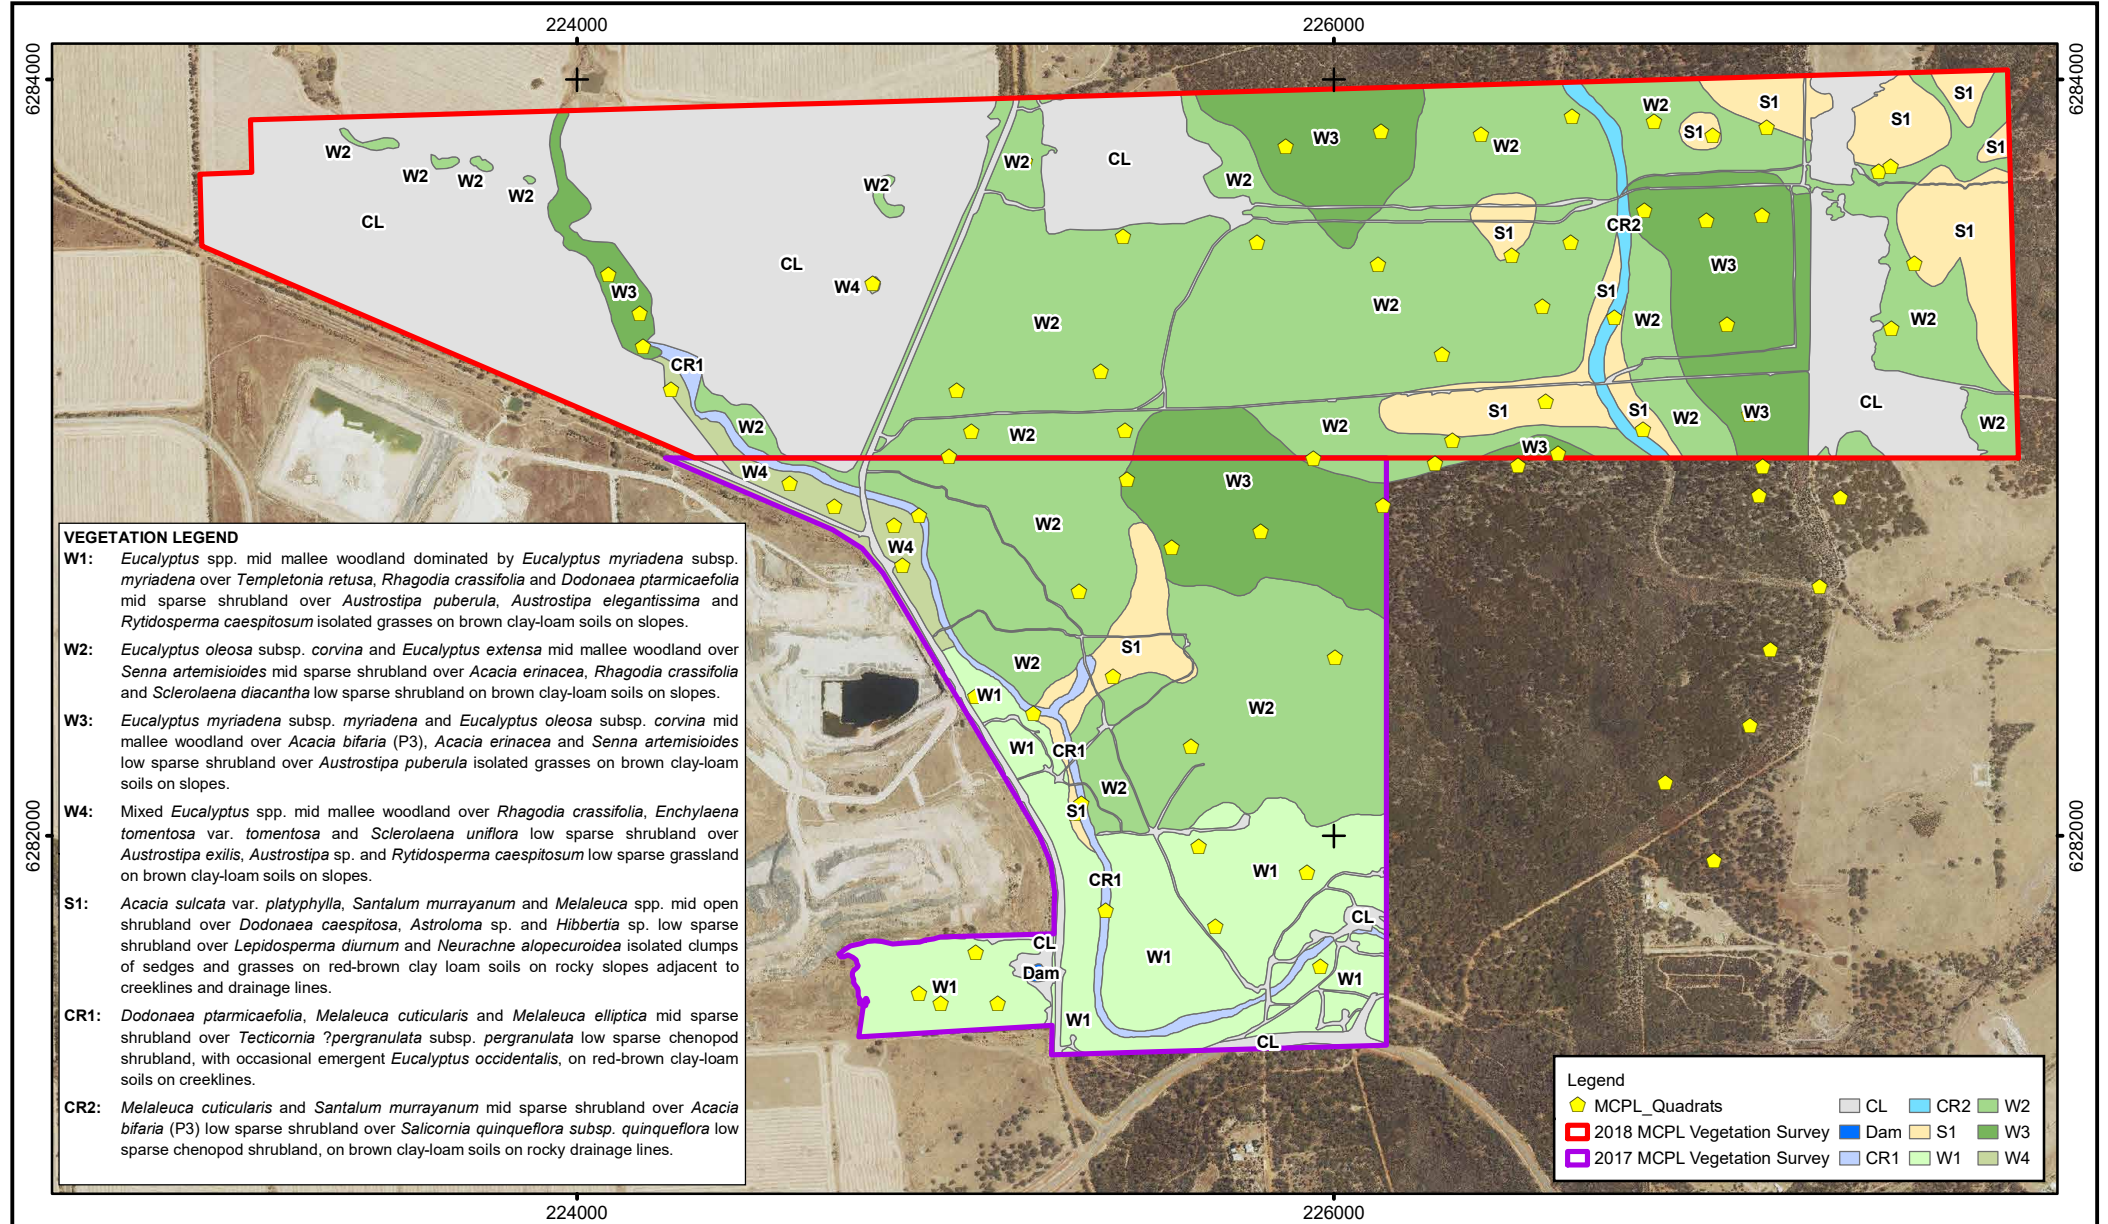 224000
226000
6284000
6284000
W2
W2
W2
W2
CL
W2
CL
W4
W3
CR1
W2
W4
W2
CL
W2
W3
W2
W2
S1
S1
S1
S1
S1
S1
S1
CR2
W3
W2
W2
S1
W2
W2
CL
W2
W2
W2
S1
S1
W2
W3
W3
W3
W2
W4
W2
S1
W1
W2
W1
CR1
W2
S1
CR1
W1
W1
CL
W1
CL
Dam
W1
W1
CL
VEGETATION LEGEND
W1: Eucalyptus spp. mid mallee woodland dominated by Eucalyptus myriadena subsp.
myriadena over Templetonia retusa, Rhagodia crassifolia and Dodonaea ptarmicaefolia
mid sparse shrubland over Austrostipa puberula, Austrostipa elegantissima and
Rytidosperma caespitosum isolated grasses on brown clay-loam soils on slopes.
W2: Eucalyptus oleosa subsp. corvina and Eucalyptus extensa mid mallee woodland over
Senna artemisioides mid sparse shrubland over Acacia erinacea, Rhagodia crassifolia
and Sclerolaena diacantha low sparse shrubland on brown clay-loam soils on slopes.
W3: Eucalyptus myriadena subsp. myriadena and Eucalyptus oleosa subsp. corvina mid
mallee woodland over Acacia bifaria (P3), Acacia erinacea and Senna artemisioides
low sparse shrubland over Austrostipa puberula isolated grasses on brown clay-loam
soils on slopes.
W4: Mixed Eucalyptus spp. mid mallee woodland over Rhagodia crassifolia, Enchylaena
tomentosa var. tomentosa and Sclerolaena uniflora low sparse shrubland over
Austrostipa exilis, Austrostipa sp. and Rytidosperma caespitosum low sparse grassland
on brown clay-loam soils on slopes.
S1: Acacia sulcata var. platyphylla, Santalum murrayanum and Melaleuca spp. mid open
shrubland over Dodonaea caespitosa, Astroloma sp. and Hibbertia sp. low sparse
shrubland over Lepidosperma diurnum and Neurachne alopecuroidea isolated clumps
of sedges and grasses on red-brown clay loam soils on rocky slopes adjacent to
creeklines and drainage lines.
CR1: Dodonaea ptarmicaefolia, Melaleuca cuticularis and Melaleuca elliptica mid sparse
shrubland over Tecticornia ?pergranulata subsp. pergranulata low sparse chenopod
shrubland, with occasional emergent Eucalyptus occidentalis, on red-brown clay-loam
soils on creeklines.
CR2: Melaleuca cuticularis and Santalum murrayanum mid sparse shrubland over Acacia
bifaria (P3) low sparse shrubland over Salicornia quinqueflora subsp. quinqueflora low
sparse chenopod shrubland, on brown clay-loam soils on rocky drainage lines.
6282000
6282000
Legend
MCPL_Quadrats
2018 MCPL Vegetation Survey
2017 MCPL Vegetation Survey
CL
Dam
CR1
CR2
S1
W1
W2
W3
W4
224000
226000